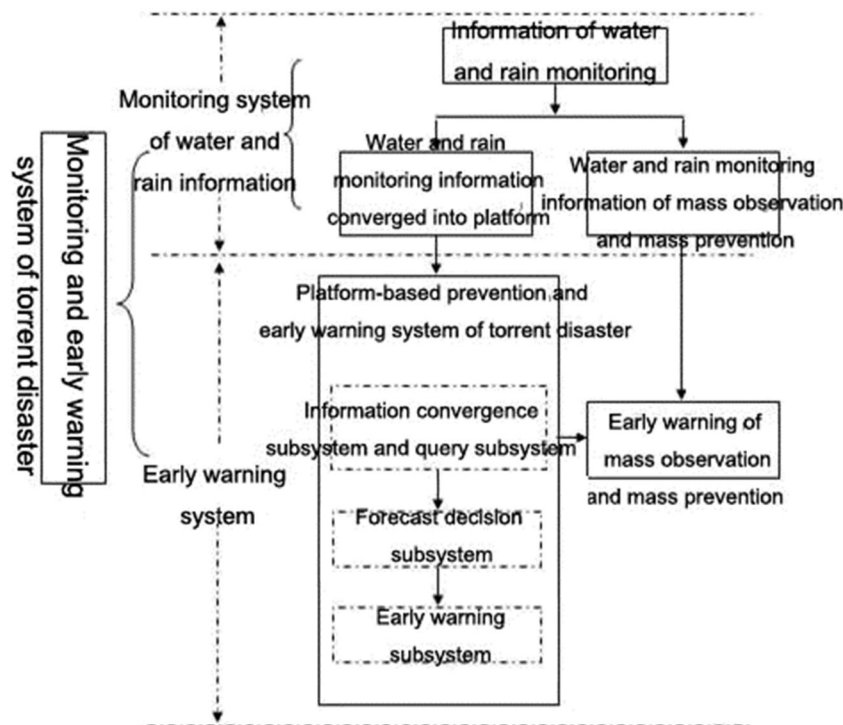 Monitoring and early warning
system of torrent disaster
Monitoring system
of water and
rain information
Information of water
and rain monitoring
Water and rain
monitoring information
converged into platform
Water and rain monitoring
information of mass observation
and mass prevention
Early warning
system
Platform-based prevention and
early warning system of torrent disaster
Information convergence
subsystem and query subsystem
Forecast decision
subsystem
Early warning
subsystem
Early warning of
mass observation
and mass prevention